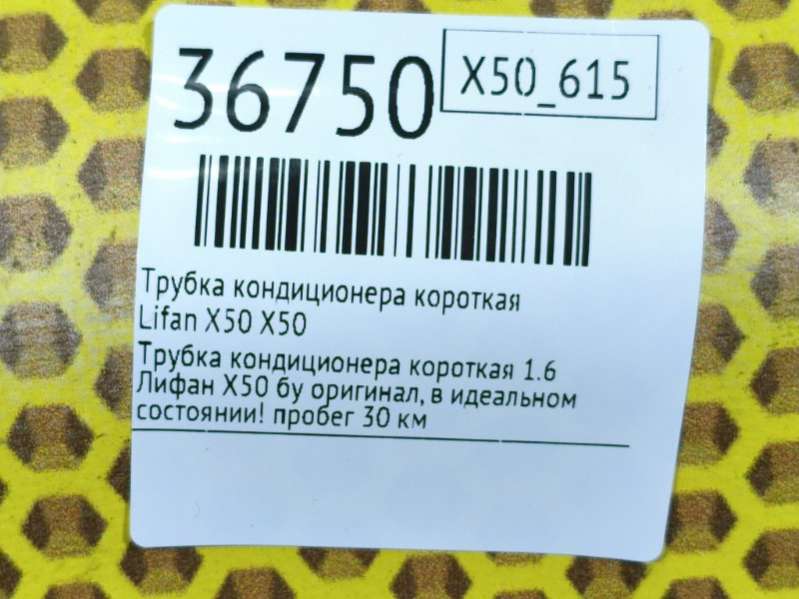 36750
X50_615
Трубка кондиционера короткая
Lifan X50 X50
Трубка кондиционера короткая 1.6
Лифан Х50 бу оригинал, в идеальном
состоянии! пробег 30 км